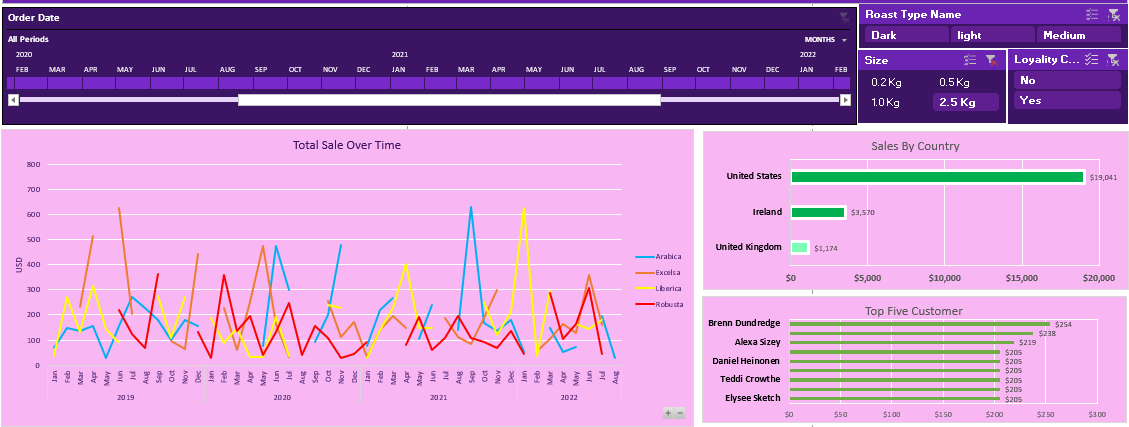 Order Date
All Periods
MONTHS
2020 2021 2022
FEB MAR APR MAY JUN JUL AUG SEP OCT NOV DEC JAN FEB MAR APR MAY JUN JUL AUG SEP OCT NOV DEC JAN FEB
Roast Type Name
Dark light Medium
Size
0.2 Kg 0.5 Kg
1.0 Kg 2.5 Kg
Loyality C...
No
Yes
Total Sale Over Time
800
700
600
500
400
300
200
100
0
USD
Jan Feb Mar Apr May Jun Jul Aug Sep Oct Nov Dec Jan Feb Mar Apr May Jun Jul Aug Sep Oct Nov Dec Jan Feb Mar Apr May Jun Jul Aug Sep Oct Nov Dec Jan Feb Mar Apr May Jun Jul Aug
2019 2020 2021 2022
Arabica
Excelsa
Liberica
Robusta
Sales By Country
United States $19,041
Ireland $3,570
United Kingdom $1,174
$0 $5,000 $10,000 $15,000 $20,000
Top Five Customer
Brenn Dundredge $254
$238
Alexa Sizey $219
$205
Daniel Heinonen $205
$205
Teddi Crowthe $205
$205
Elysee Sketch $205
$0 $50 $100 $150 $200 $250 $300